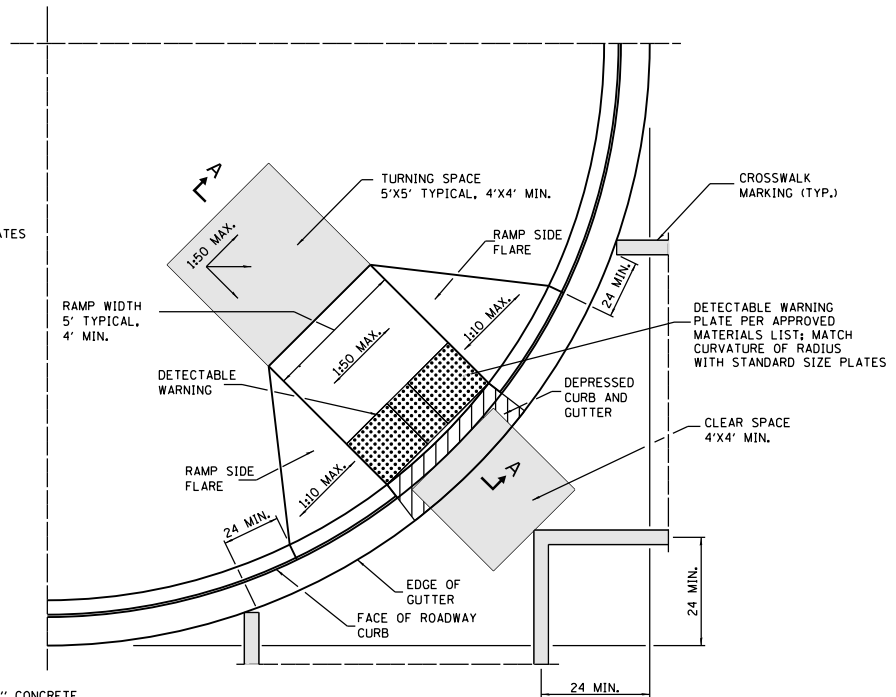 A
TURNING SPACE
5'X5' TYPICAL, 4'X4' MIN.
CROSSWALK
MARKING (TYP.)
ATES
1:50 MAX.
RAMP SIDE
FLARE
24 MIN.
RAMP WIDTH
5' TYPICAL,
4' MIN.
1:10 MAX.
DETECTABLE WARNING
PLATE PER APPROVED
MATERIALS LIST; MATCH
CURVATURE OF RADIUS
WITH STANDARD SIZE PLATES
1:50 MAX.
DETECTABLE
WARNING
DEPRESSED
CURB AND
GUTTER
CLEAR SPACE
4'X4' MIN.
RAMP SIDE
FLARE
1:10 MAX.
A
24 MIN.
EDGE OF
GUTTER
FACE OF ROADWAY
CURB
24 MIN.
24 MIN.
" CONCRETE